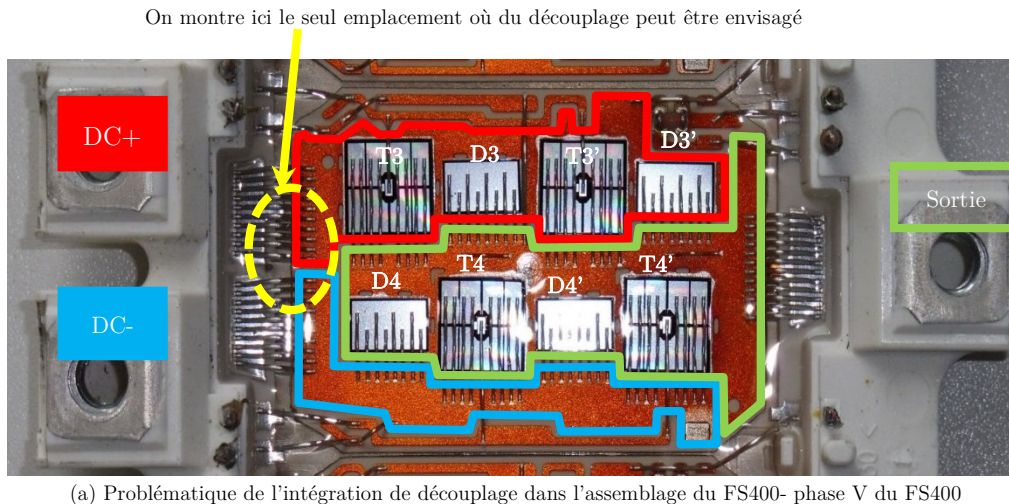 On montre ici le seul emplacement où du découplage peut être envisagé
DC+
T3
D3
T3'
D3'
Sortie
D4
T4
D4'
T4'
DC-
(a) Problématique de l'intégration de découplage dans l'assemblage du FS400- phase V du FS400